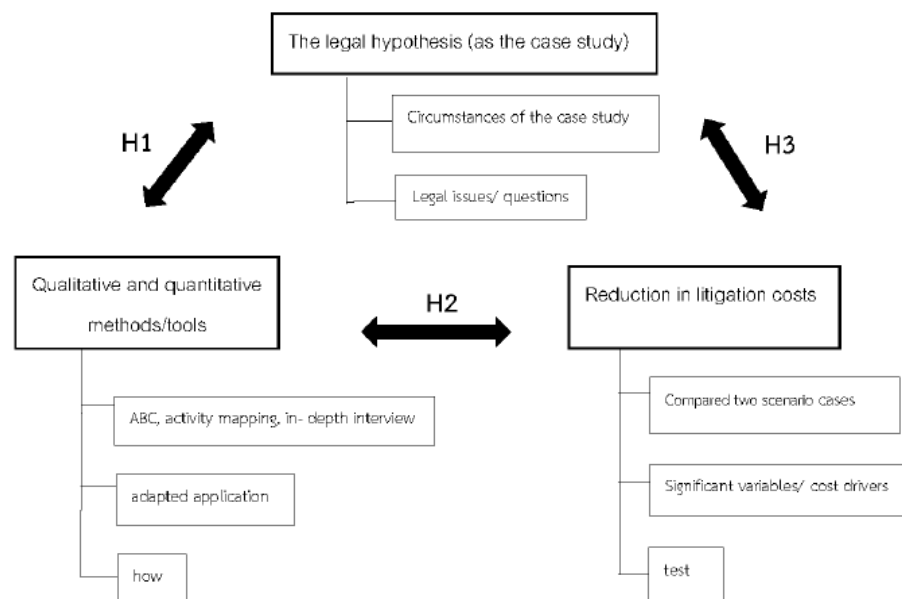 The legal hypothesis (as the case study)
Circumstances of the case study
Legal issues/ questions
H1
H3
Qualitative and quantitative
methods/tools
H2
Reduction in litigation costs
ABC, activity mapping, in- depth interview
adapted application
how
Compared two scenario cases
Significant variables/ cost drivers
test